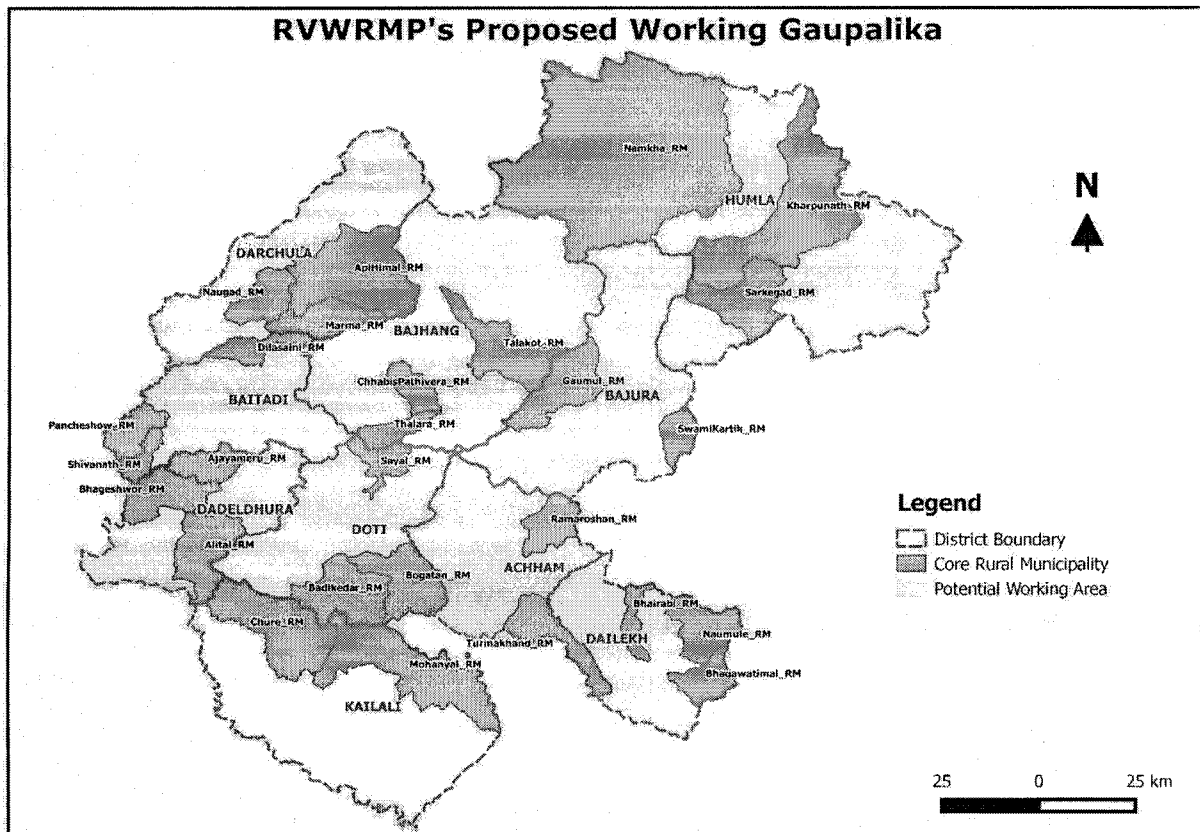 RVWRMP's Proposed Working Gaupalika
Namkha_RM
HUMLA
Kharpunath_RM
N
DARCHULA
ApiHimal_RM
Naugad_RM
Sarkegad_RM
Marma_RM
BAJHANG
Dilasaini_RM
Talakot_RM
ChhabisPathivera_RM
Gaumul_RM
BAJURA
BAITADI
Pancheshow_RM
Thalara_RM
SwamiKartik_RM
Shivanath_RM
Ajayameru_RM
Sayal_RM
Bhageshwor_RM
DADELDHURA
DOTI
Ramaroshan_RM
Alital_RM
ACHHAM
Badikedar_RM
Bogatan_RM
Bhairabi_RM
Chure_RM
Turmakhand_RM
DAILEKH
Naumule_RM
Mohanyal_RM
Bhagawatimai_RM
KAILALI
Legend
District Boundary
Core Rural Municipality
Potential Working Area
25 0 25 km